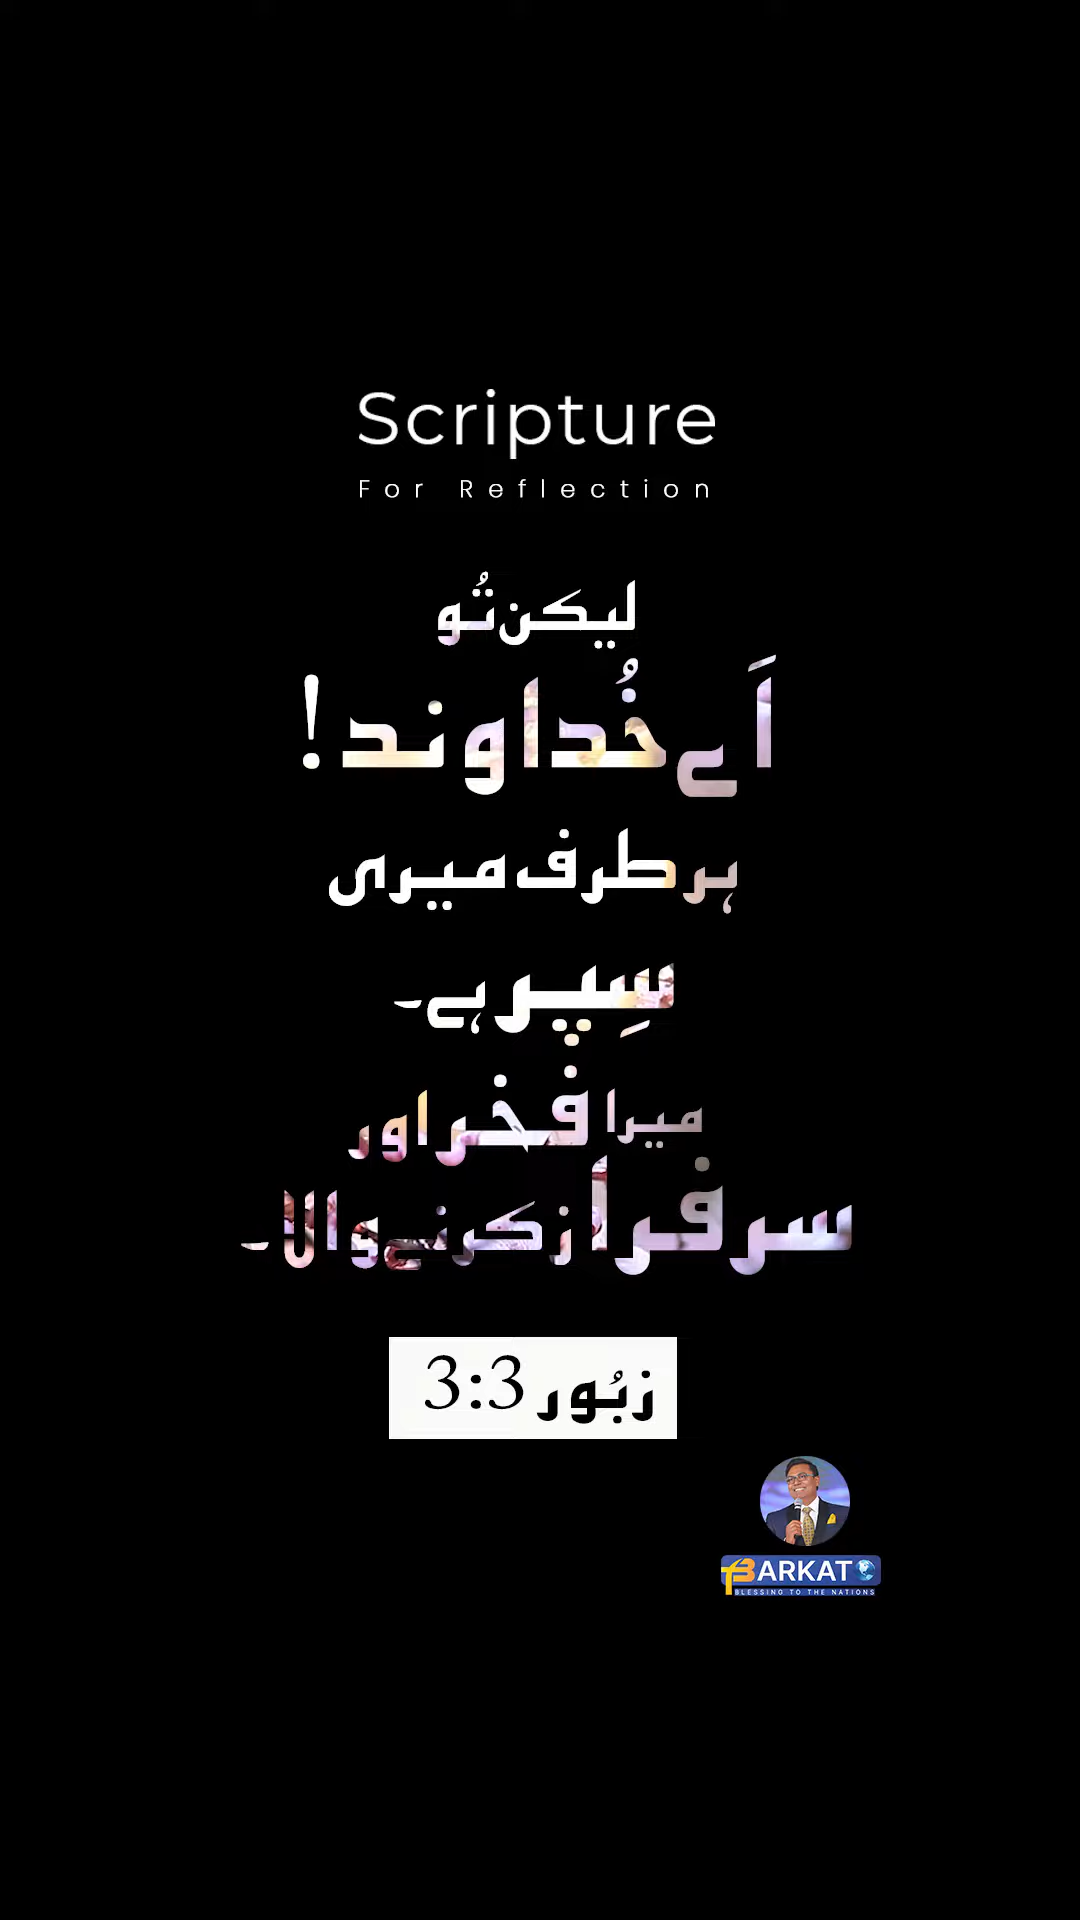 Scripture
For Reflection
لیکن تُو
اَے خُداوند!
ہر طرف میری
سِپر ہے۔
میرا فخر اور
سرفراز کرنے والا۔
زبُور 3:3
BARKAT
BLESSING TO THE NATIONS